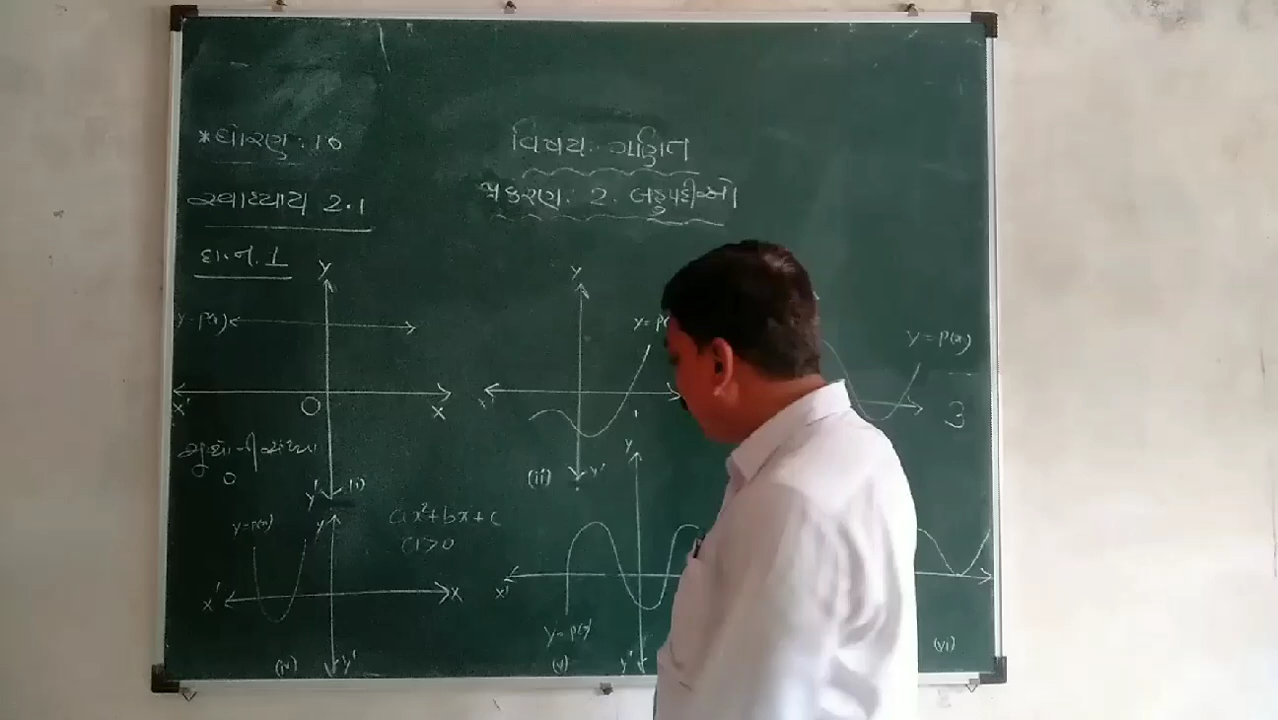 *ધોરણ : 10
વિષય : ગણિત
પ્રકરણ : 2. બહુપદીઓ
સ્વાધ્યાય 2.1
દા.ન. 1
Y
y = P(x)
X'
O
X
Y'
(i)
શૂન્યોની સંખ્યા
0
Y
1
Y'
(ii)
y = P(x)
3
y = P(x)
Y
ax²+bx+c
a>0
X'
X
(iv)
Y'
Y
X'
y = P(x)
(v)
Y'
(vi)